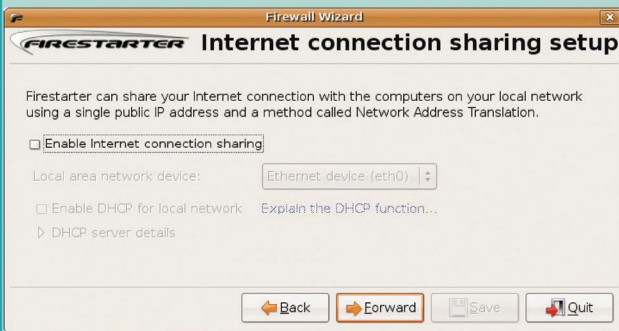 Firewall Wizard
FIRESTARTER Internet connection sharing setup
Firestarter can share your Internet connection with the computers on your local network
using a single public IP address and a method called Network Address Translation.
Enable Internet connection sharing
Local area network device: Ethernet device (eth0)
Enable DHCP for local network Explain the DHCP function...
DHCP server details
Back Forward Save Quit